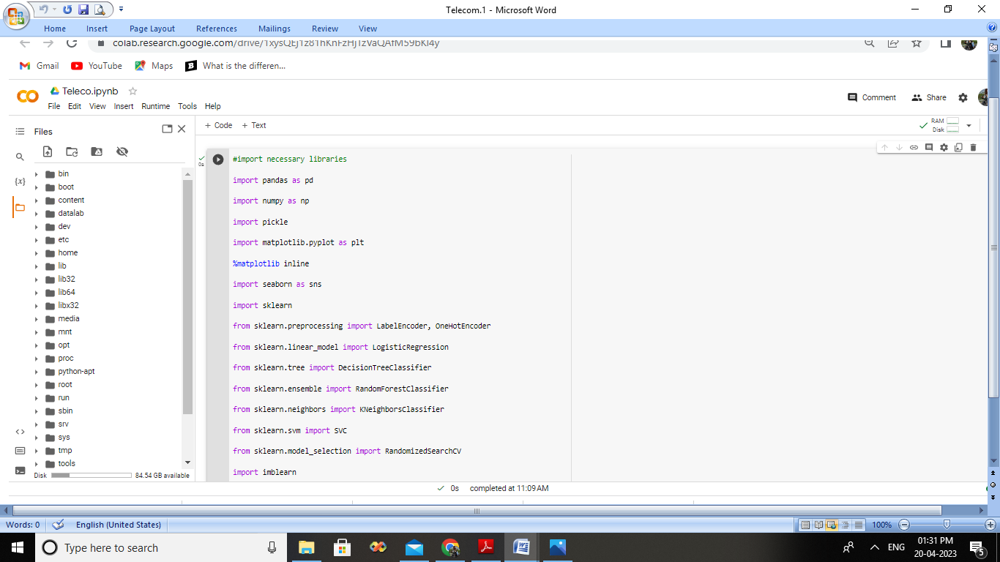 Telecom.1 - Microsoft Word
Home Insert Page Layout References Mailings Review View
colab.research.google.com/drive/
Gmail YouTube Maps What is the differen...
Teleco.ipynb
File Edit View Insert Runtime Tools Help
Comment Share
Files
+ Code + Text
RAM
Disk
bin
boot
content
datalab
dev
etc
home
lib
lib32
lib64
libx32
media
mnt
opt
proc
python-apt
root
run
sbin
srv
sys
tmp
tools
Disk 84.54 GB available
{x}
0s
#import necessary libraries
import pandas as pd
import numpy as np
import pickle
import matplotlib.pyplot as plt
%matplotlib inline
import seaborn as sns
import sklearn
from sklearn.preprocessing import LabelEncoder, OneHotEncoder
from sklearn.linear_model import LogisticRegression
from sklearn.tree import DecisionTreeClassifier
from sklearn.ensemble import RandomForestClassifier
from sklearn.neighbors import KNeighborsClassifier
from sklearn.svm import SVC
from sklearn.model_selection import RandomizedSearchCV
import imblearn
0s completed at 11:09 AM
Words: 0 English (United States) 100%
Type here to search
ENG
01:31 PM
20-04-2023
5